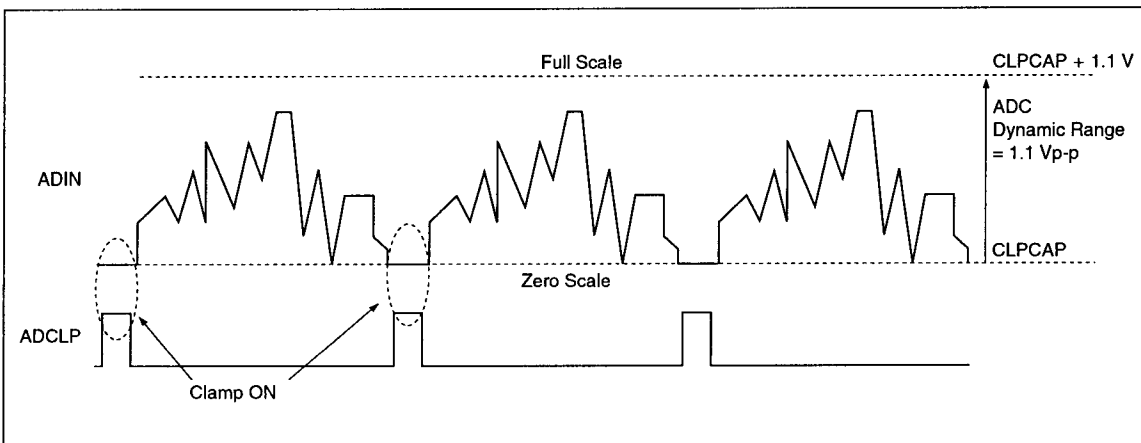 Full Scale
CLPCAP + 1.1 V
ADC
Dynamic Range
= 1.1 Vp-p
ADIN
CLPCAP
Zero Scale
ADCLP
Clamp ON